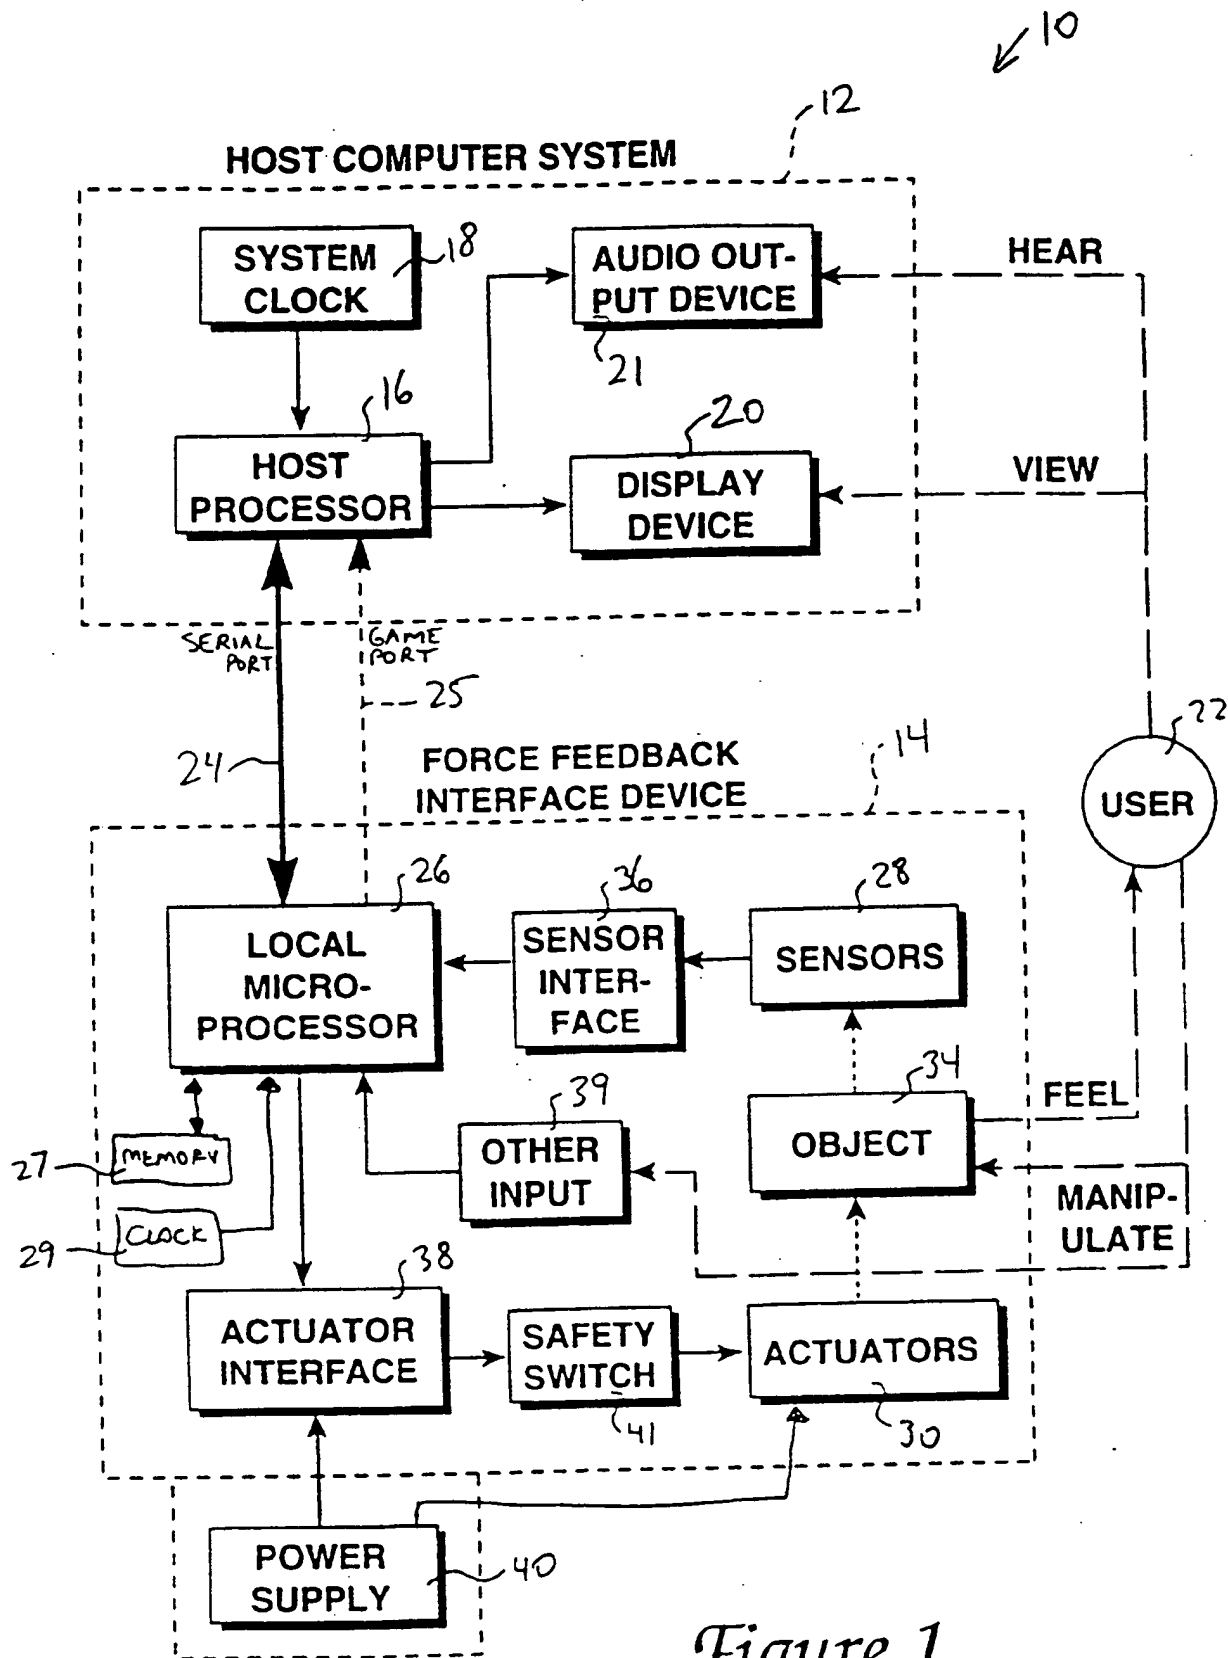 10
12
HOST COMPUTER SYSTEM
SYSTEM
CLOCK
18
AUDIO OUT-
PUT DEVICE
21
HEAR
16
HOST
PROCESSOR
20
DISPLAY
DEVICE
VIEW
SERIAL
PORT
GAME
PORT
25
24
FORCE FEEDBACK
INTERFACE DEVICE
14
22
USER
26
LOCAL
MICRO-
PROCESSOR
36
SENSOR
INTER-
FACE
28
SENSORS
34
OBJECT
FEEL
MANIP-
ULATE
39
OTHER
INPUT
27
MEMORY
29
CLOCK
38
ACTUATOR
INTERFACE
SAFETY
SWITCH
41
ACTUATORS
30
POWER
SUPPLY
40
Figure 1